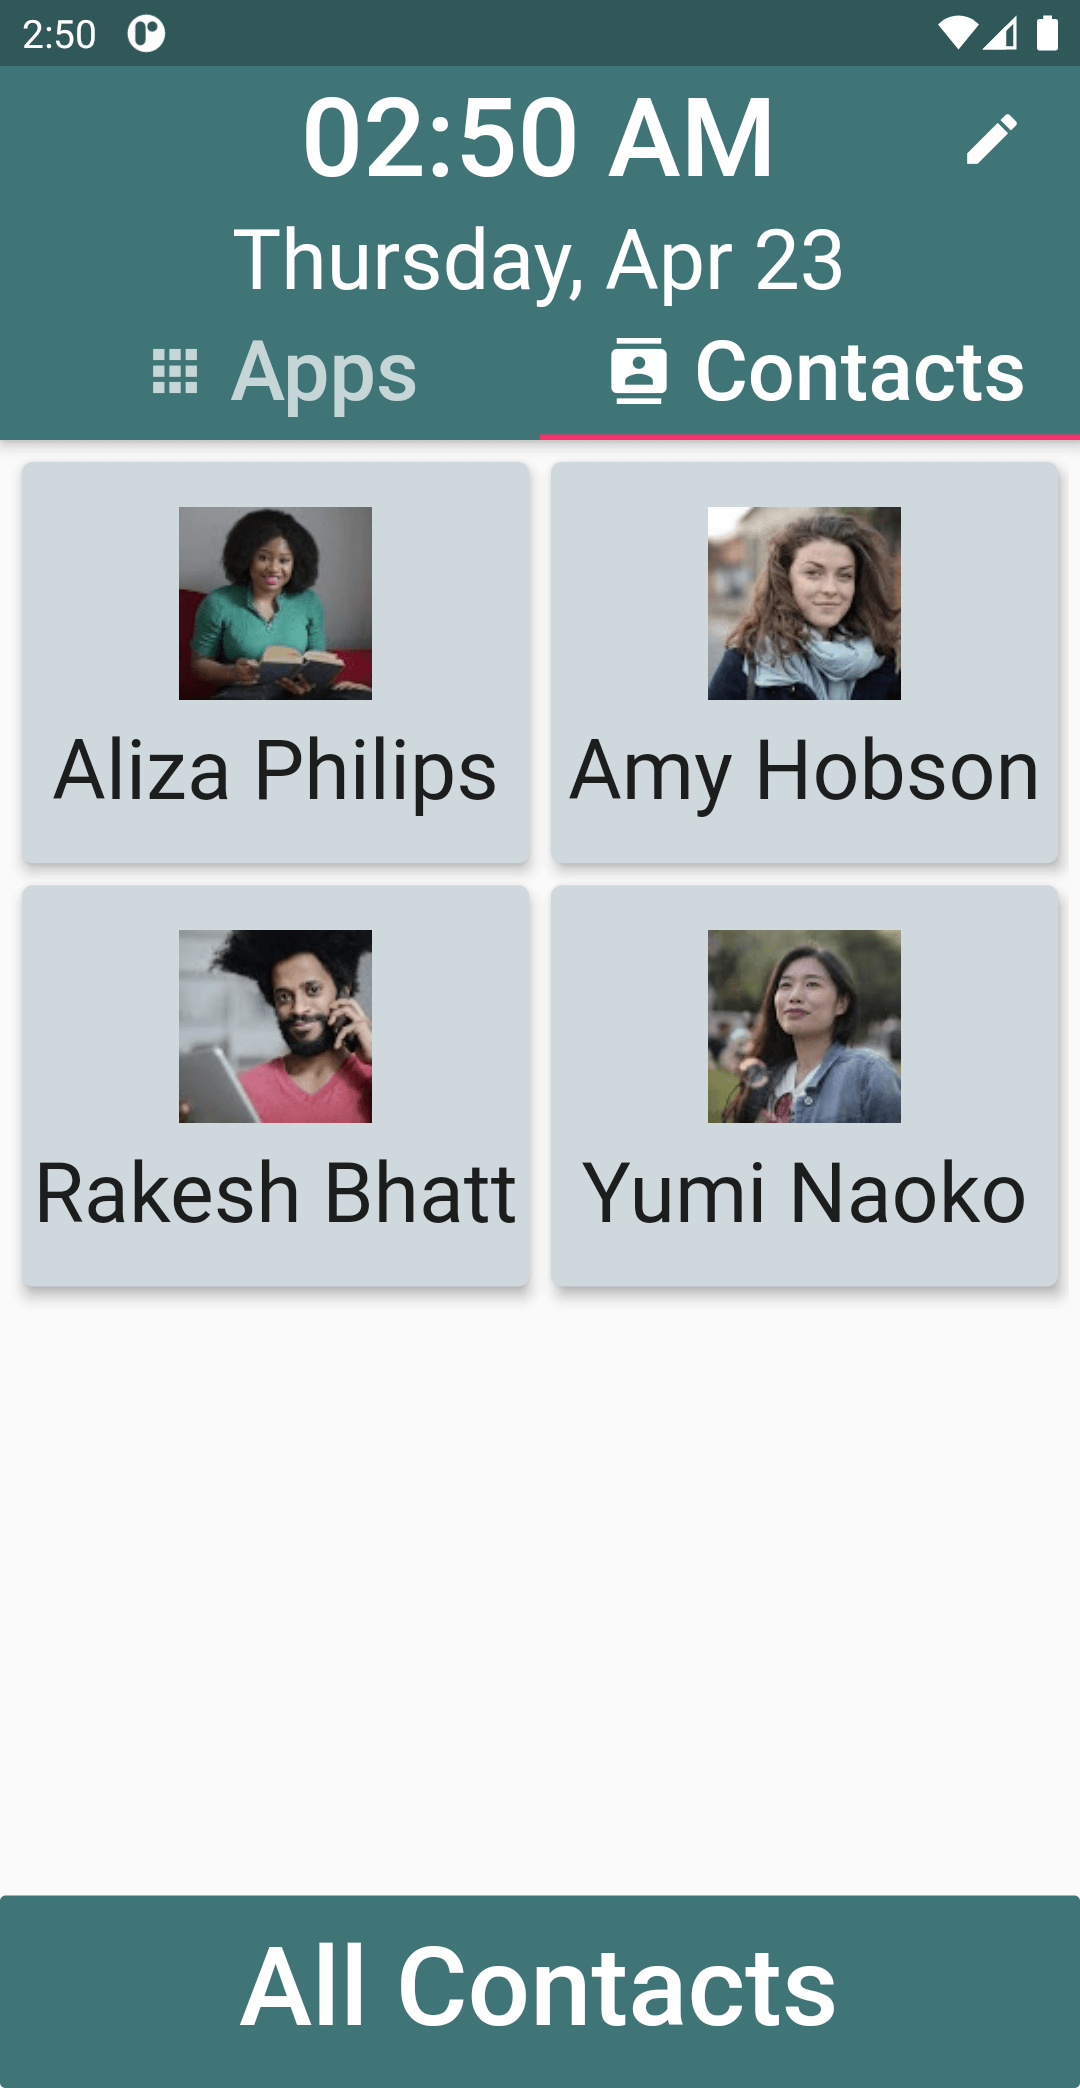 2:50
02:50 AM
Thursday, Apr 23
Apps
Contacts
Aliza Philips
Amy Hobson
Rakesh Bhatt
Yumi Naoko
All Contacts